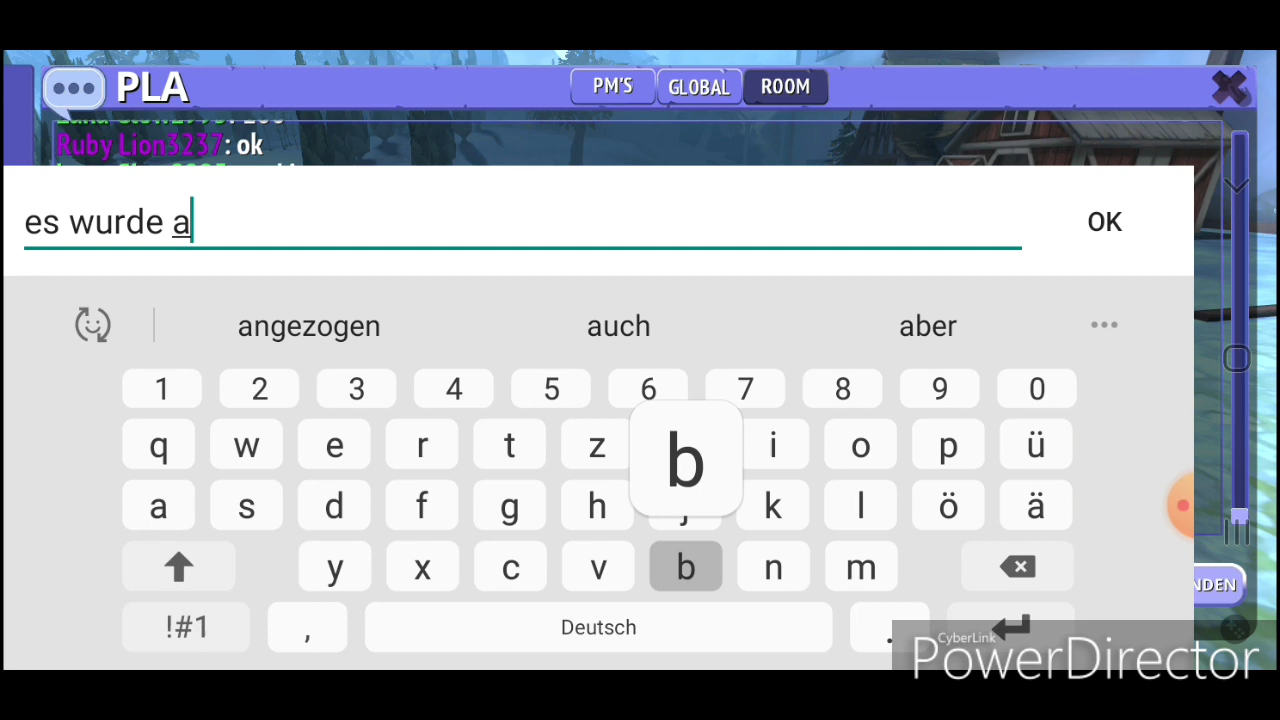 PLA
PM'S GLOBAL ROOM
Ruby Lion3237: ok
es wurde a
OK
angezogen auch aber
1 2 3 4 5 6 7 8 9 0
q w e r t z b i o p ü
a s d f g h j k l ö ä
y x c v b n m
!#1 , Deutsch .
NDEN
CyberLink
PowerDirector